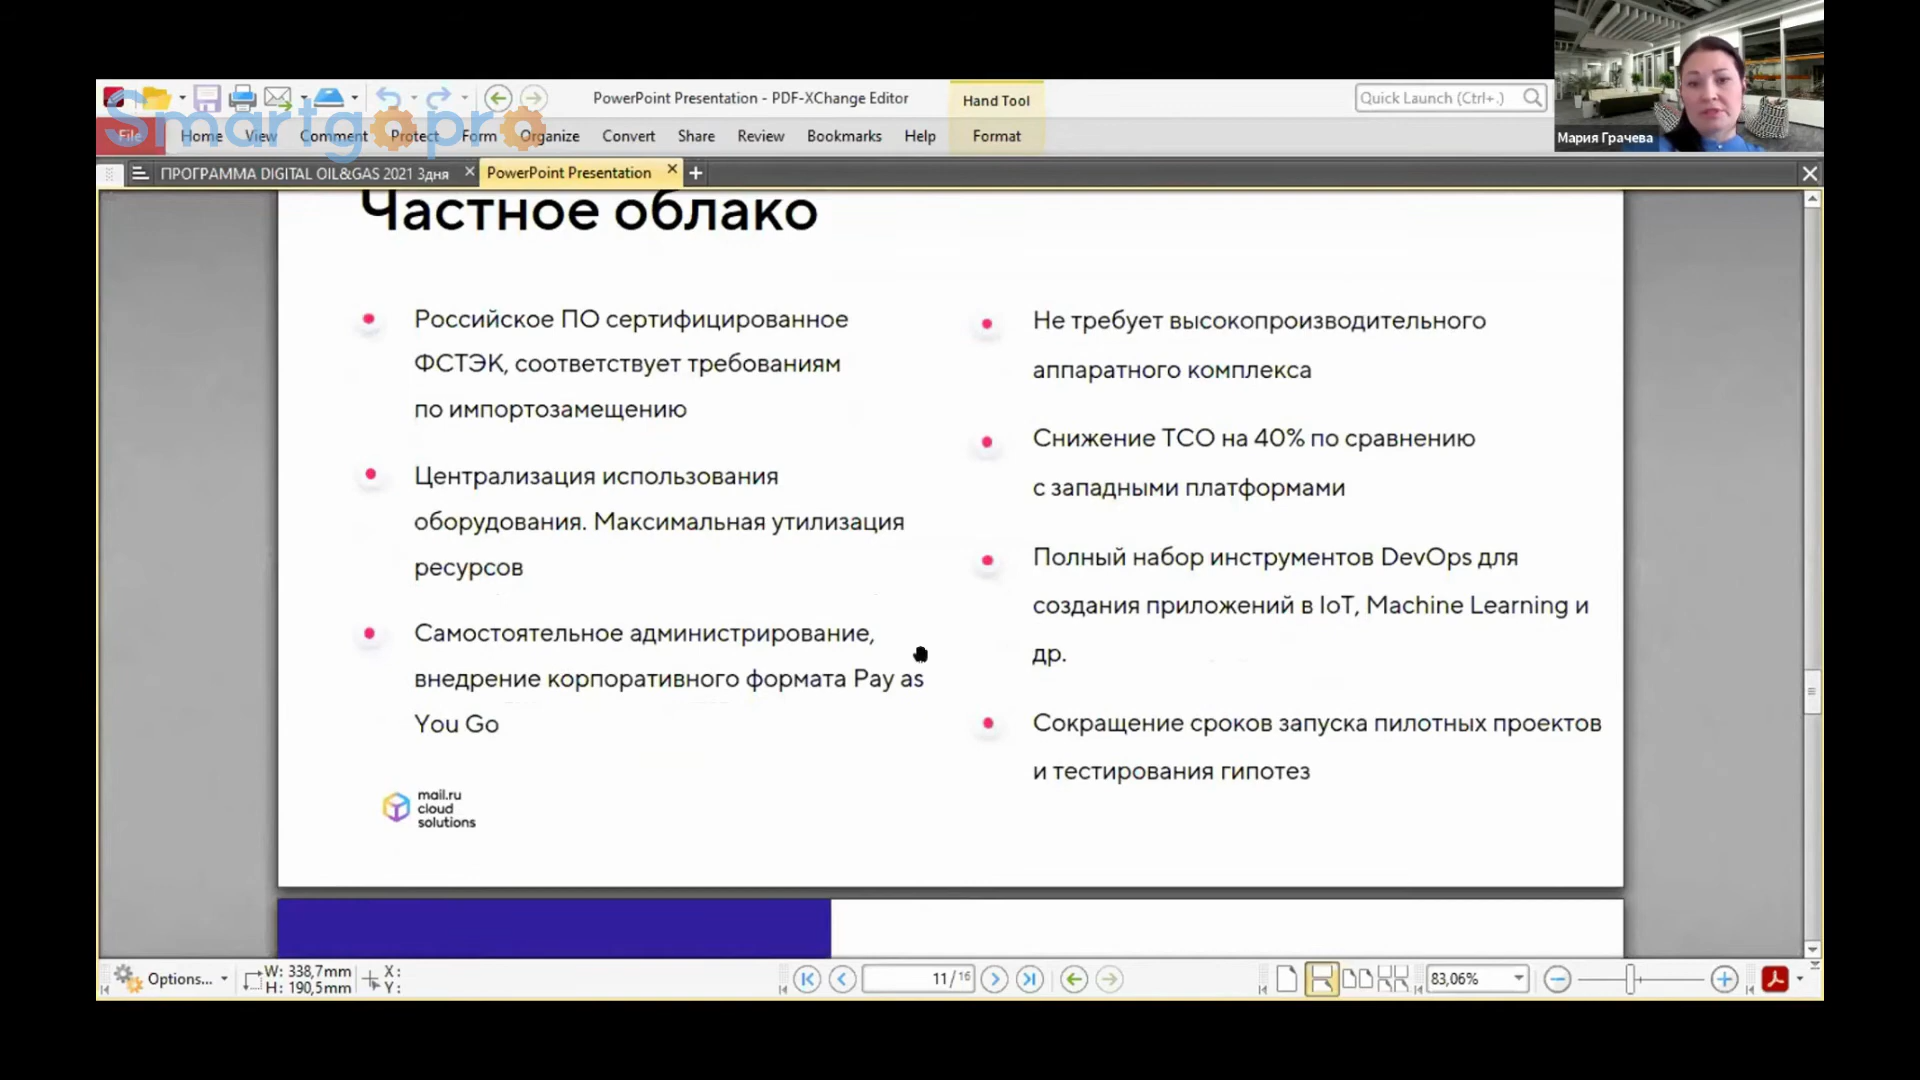 PowerPoint Presentation - PDF-XChange Editor
Hand Tool
Quick Launch (Ctrl+.)
Мария Грачева
Smartgopro
File Home View Comment Protect Form Organize Convert Share Review Bookmarks Help Format
ПРОГРАММА DIGITAL OIL&GAS 2021 3дня
PowerPoint Presentation
Частное облако
Российское ПО сертифицированное
ФСТЭК, соответствует требованиям
по импортозамещению
Централизация использования
оборудования. Максимальная утилизация
ресурсов
Самостоятельное администрирование,
внедрение корпоративного формата Pay as
You Go
Не требует высокопроизводительного
аппаратного комплекса
Снижение TCO на 40% по сравнению
с западными платформами
Полный набор инструментов DevOps для
создания приложений в IoT, Machine Learning и
др.
Сокращение сроков запуска пилотных проектов
и тестирования гипотез
mail.ru
cloud
solutions
Options...
W: 338,7mm
H: 190,5mm
X:
Y:
11/16
83,06%